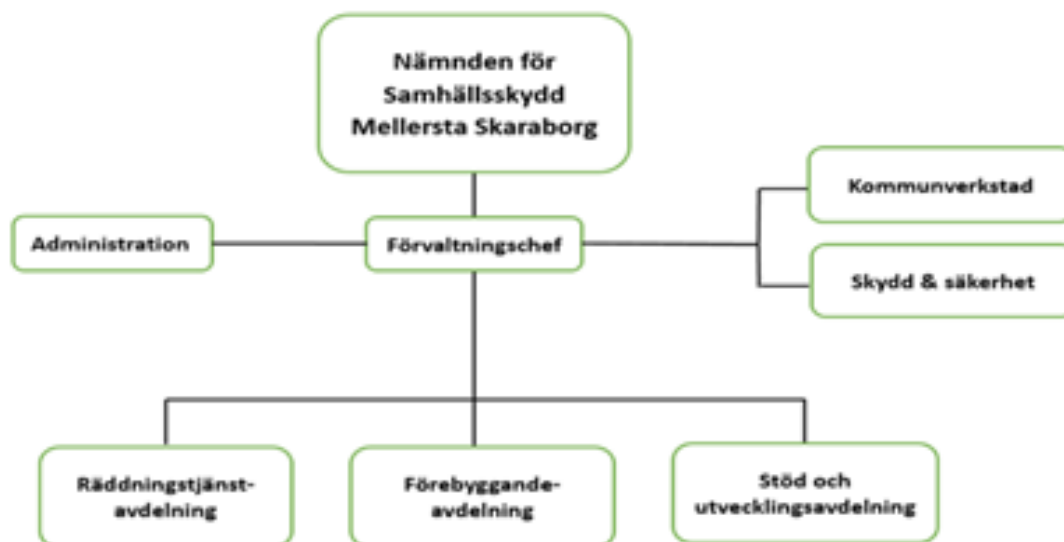 Nämnden för
Samhällsskydd
Mellersta Skaraborg
Kommunverkstad
Administration
Förvaltningschef
Skydd & säkerhet
Räddningstjänst-
avdelning
Förebyggande-
avdelning
Stöd och
utvecklingsavdelning